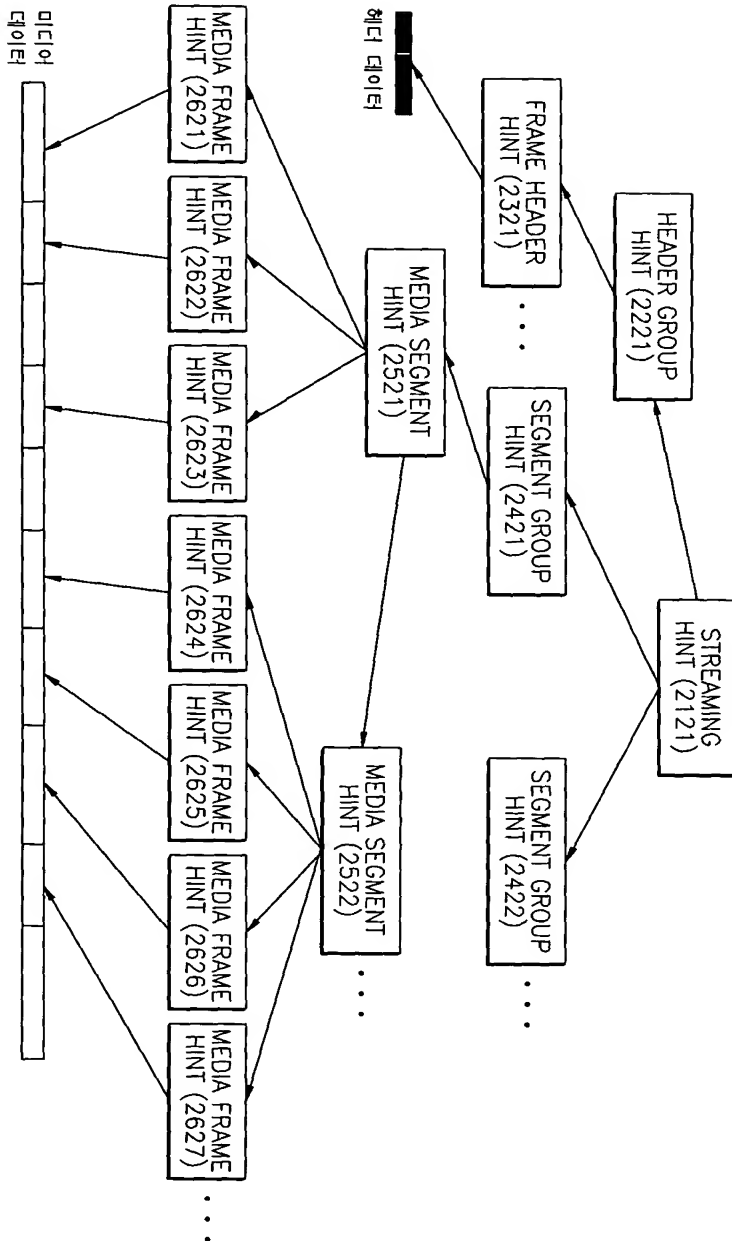 STREAMING
HINT (2121)
HEADER GROUP
HINT (2221)
FRAME HEADER
HINT (2321)
· · ·
SEGMENT GROUP
HINT (2421)
SEGMENT GROUP
HINT (2422)
· · ·
헤더 데이터
MEDIA SEGMENT
HINT (2521)
MEDIA SEGMENT
HINT (2522)
· · ·
MEDIA FRAME
HINT (2621)
MEDIA FRAME
HINT (2622)
MEDIA FRAME
HINT (2623)
MEDIA FRAME
HINT (2624)
MEDIA FRAME
HINT (2625)
MEDIA FRAME
HINT (2626)
MEDIA FRAME
HINT (2627)
· · ·
미디어
데이터